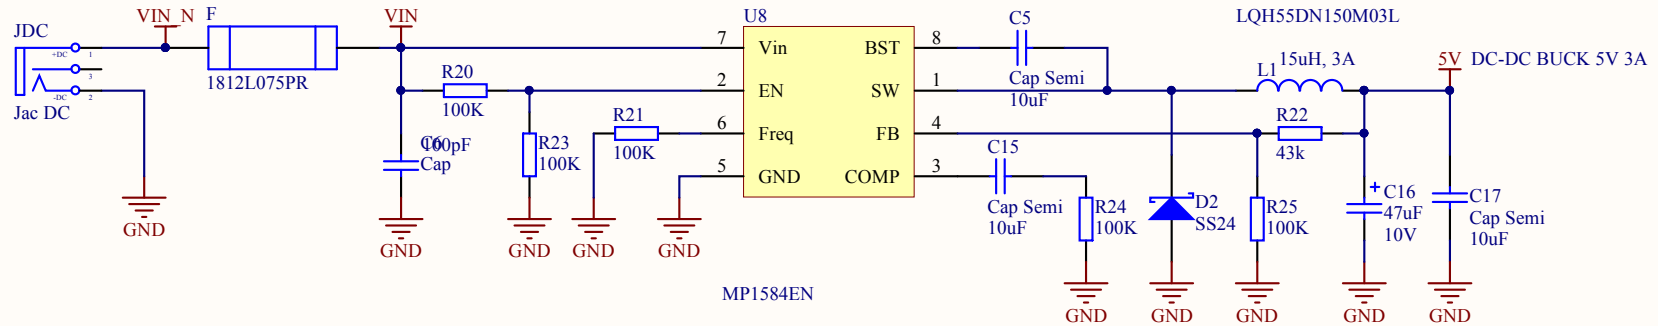 JDC
+DC 1
3
-DC 2
Jac DC
GND
VIN_N
F
1812L075PR
VIN
R20
100K
C6
100pF
Cap
GND
R23
100K
GND
R21
100K
GND
GND
U8
7 Vin BST 8
2 EN SW 1
6 Freq FB 4
5 GND COMP 3
MP1584EN
C5
Cap Semi
10uF
C15
Cap Semi
10uF
R24
100K
GND
D2
SS24
GND
LQH55DN150M03L
L1 15uH, 3A
R22
43k
R25
100K
GND
C16
47uF
10V
GND
5V DC-DC BUCK 5V 3A
C17
Cap Semi
10uF
GND